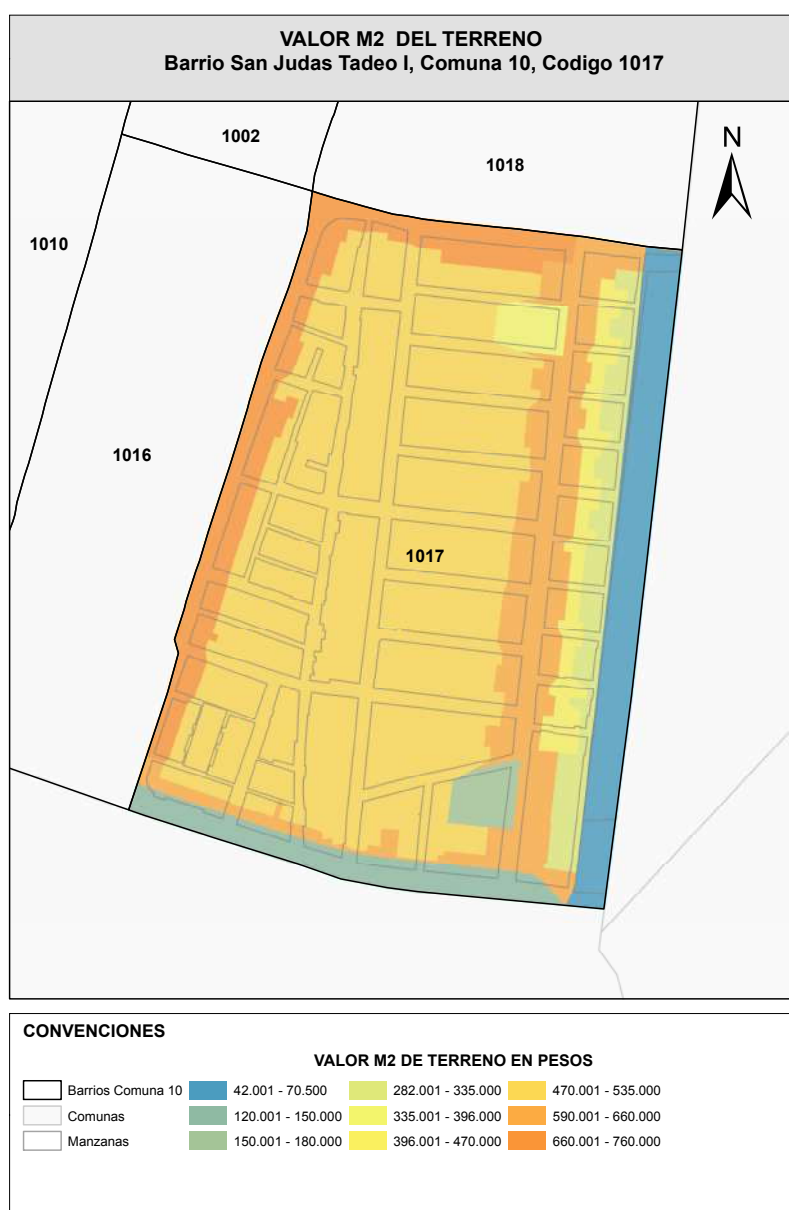 VALOR M2 DEL TERRENO
Barrio San Judas Tadeo I, Comuna 10, Codigo 1017
N
1002
1018
1010
1016
1017
CONVENCIONES
VALOR M2 DE TERRENO EN PESOS
Barrios Comuna 10 42.001 - 70.500 282.001 - 335.000 470.001 - 535.000
Comunas 120.001 - 150.000 335.001 - 396.000 590.001 - 660.000
Manzanas 150.001 - 180.000 396.001 - 470.000 660.001 - 760.000